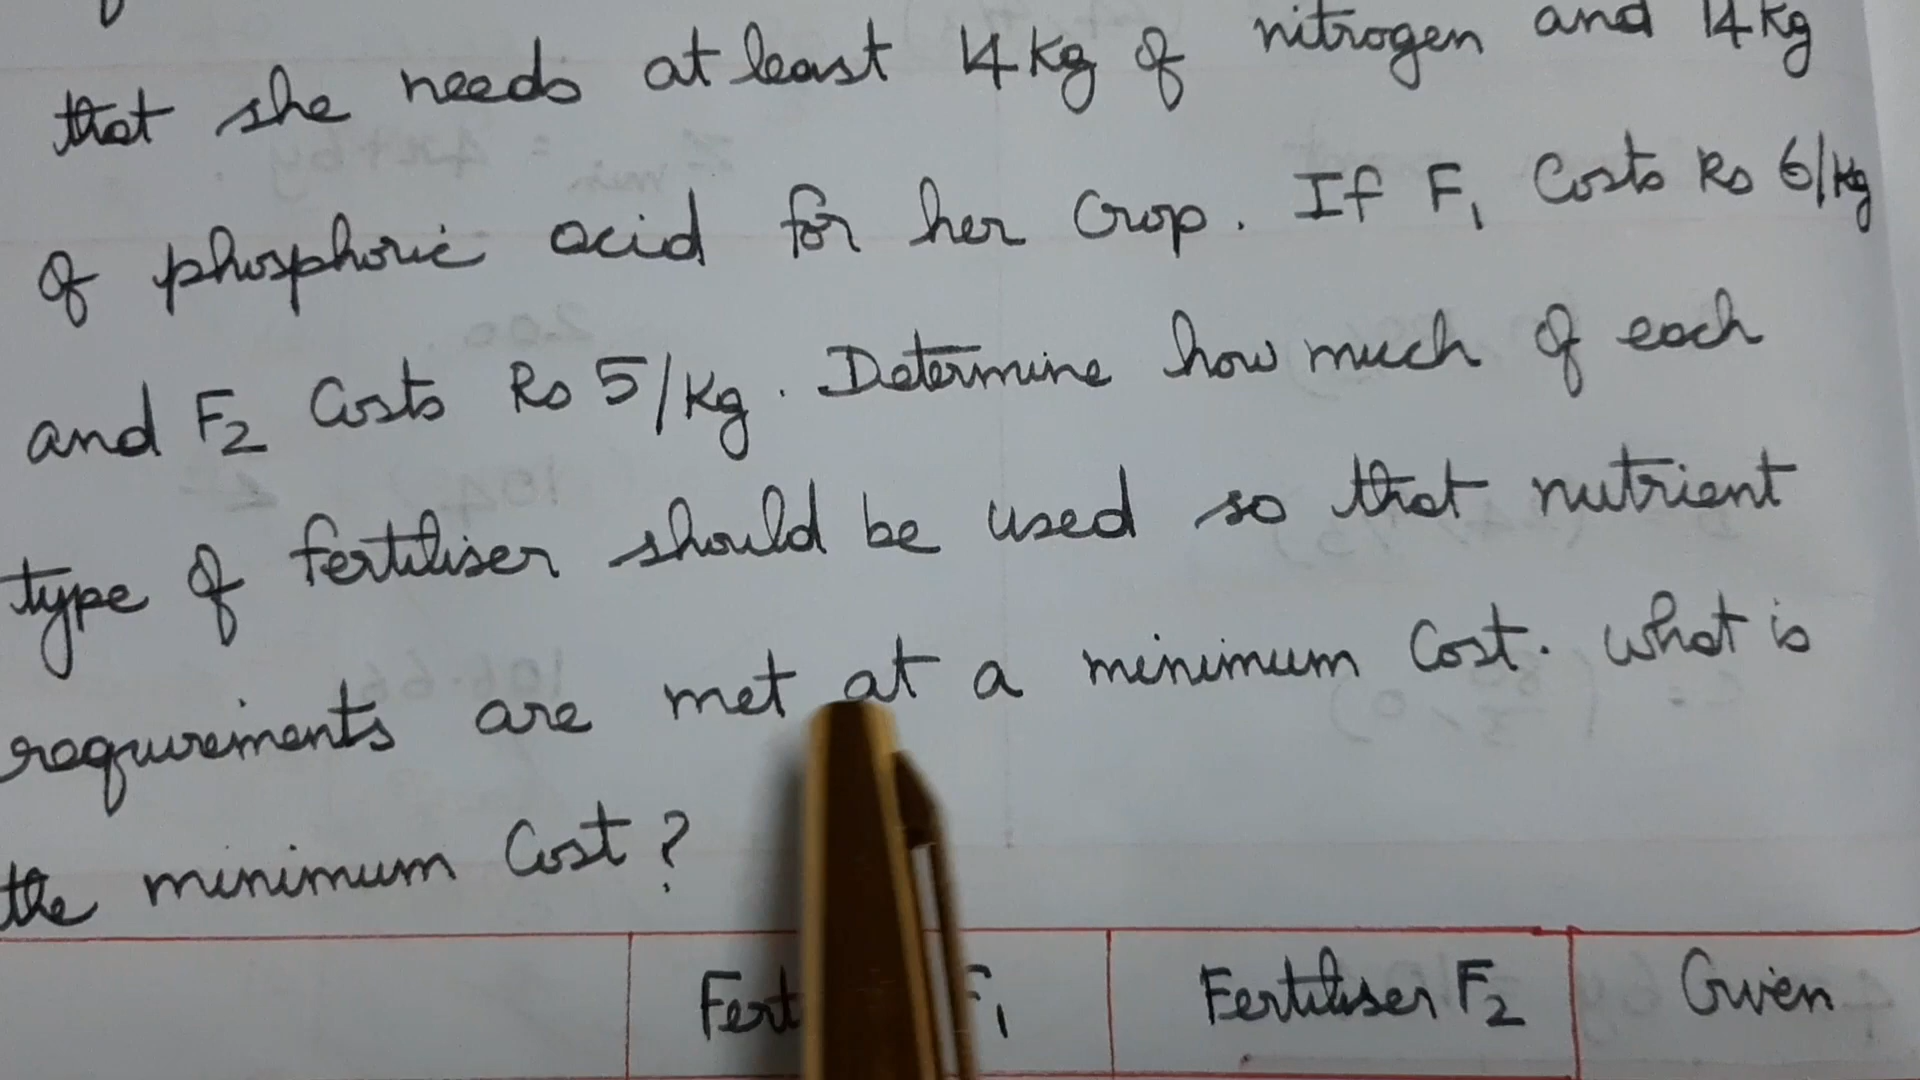 that she needs at least 14 kg of nitrogen and 14 kg
of phosphoric acid for her crop. If F1 Costs Rs 6/kg
and F2 Costs Rs 5/kg. Determine how much of each
type of fertiliser should be used so that nutrient
requirements are met at a minimum Cost. What is
the minimum Cost?
Fert F1 Fertiliser F2 Given